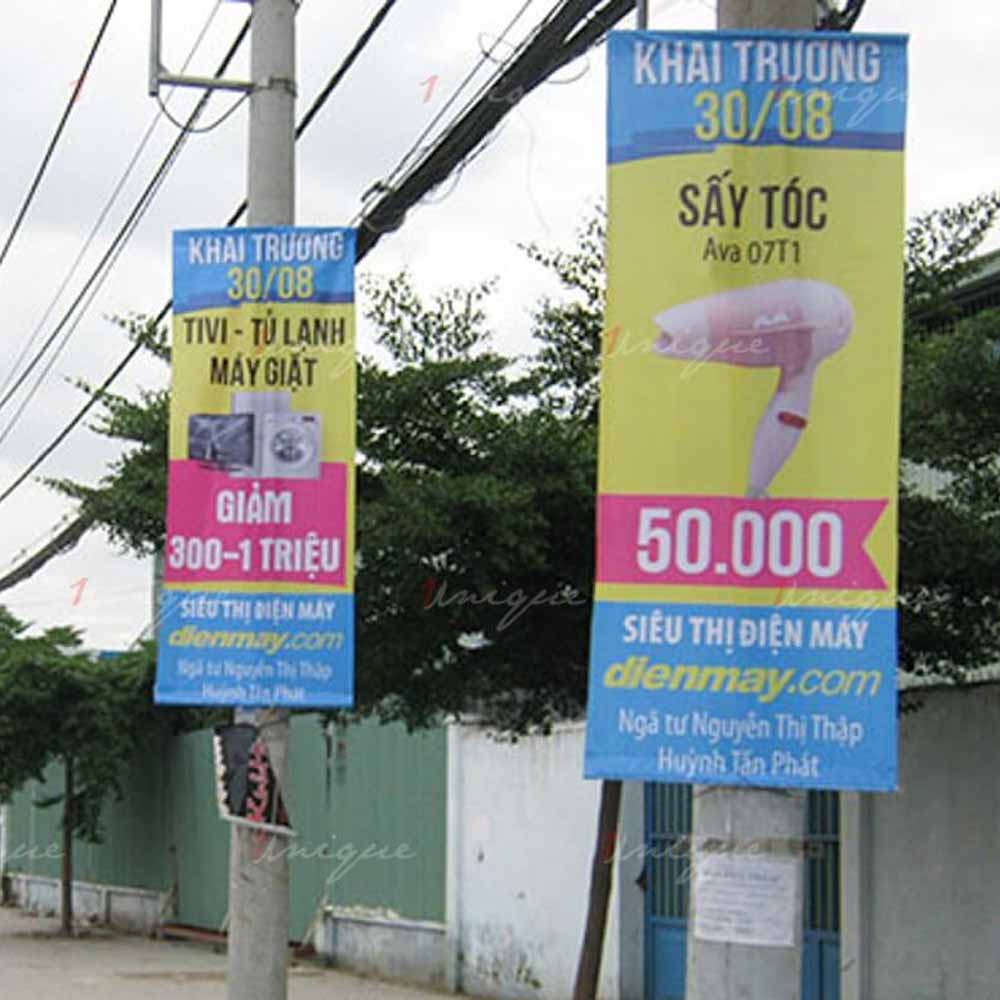 KHAI TRƯƠNG
30/08
TIVI - TỦ LẠNH
MÁY GIẶT
GIẢM
300-1 TRIỆU
SIÊU THỊ ĐIỆN MÁY
dienmay.com
Ngã tư Nguyễn Thị Thập
Huỳnh Tấn Phát
KHAI TRƯƠNG
30/08
SẤY TÓC
Ava 07T1
50.000
SIÊU THỊ ĐIỆN MÁY
dienmay.com
Ngã tư Nguyễn Thị Thập
Huỳnh Tấn Phát
1Unique